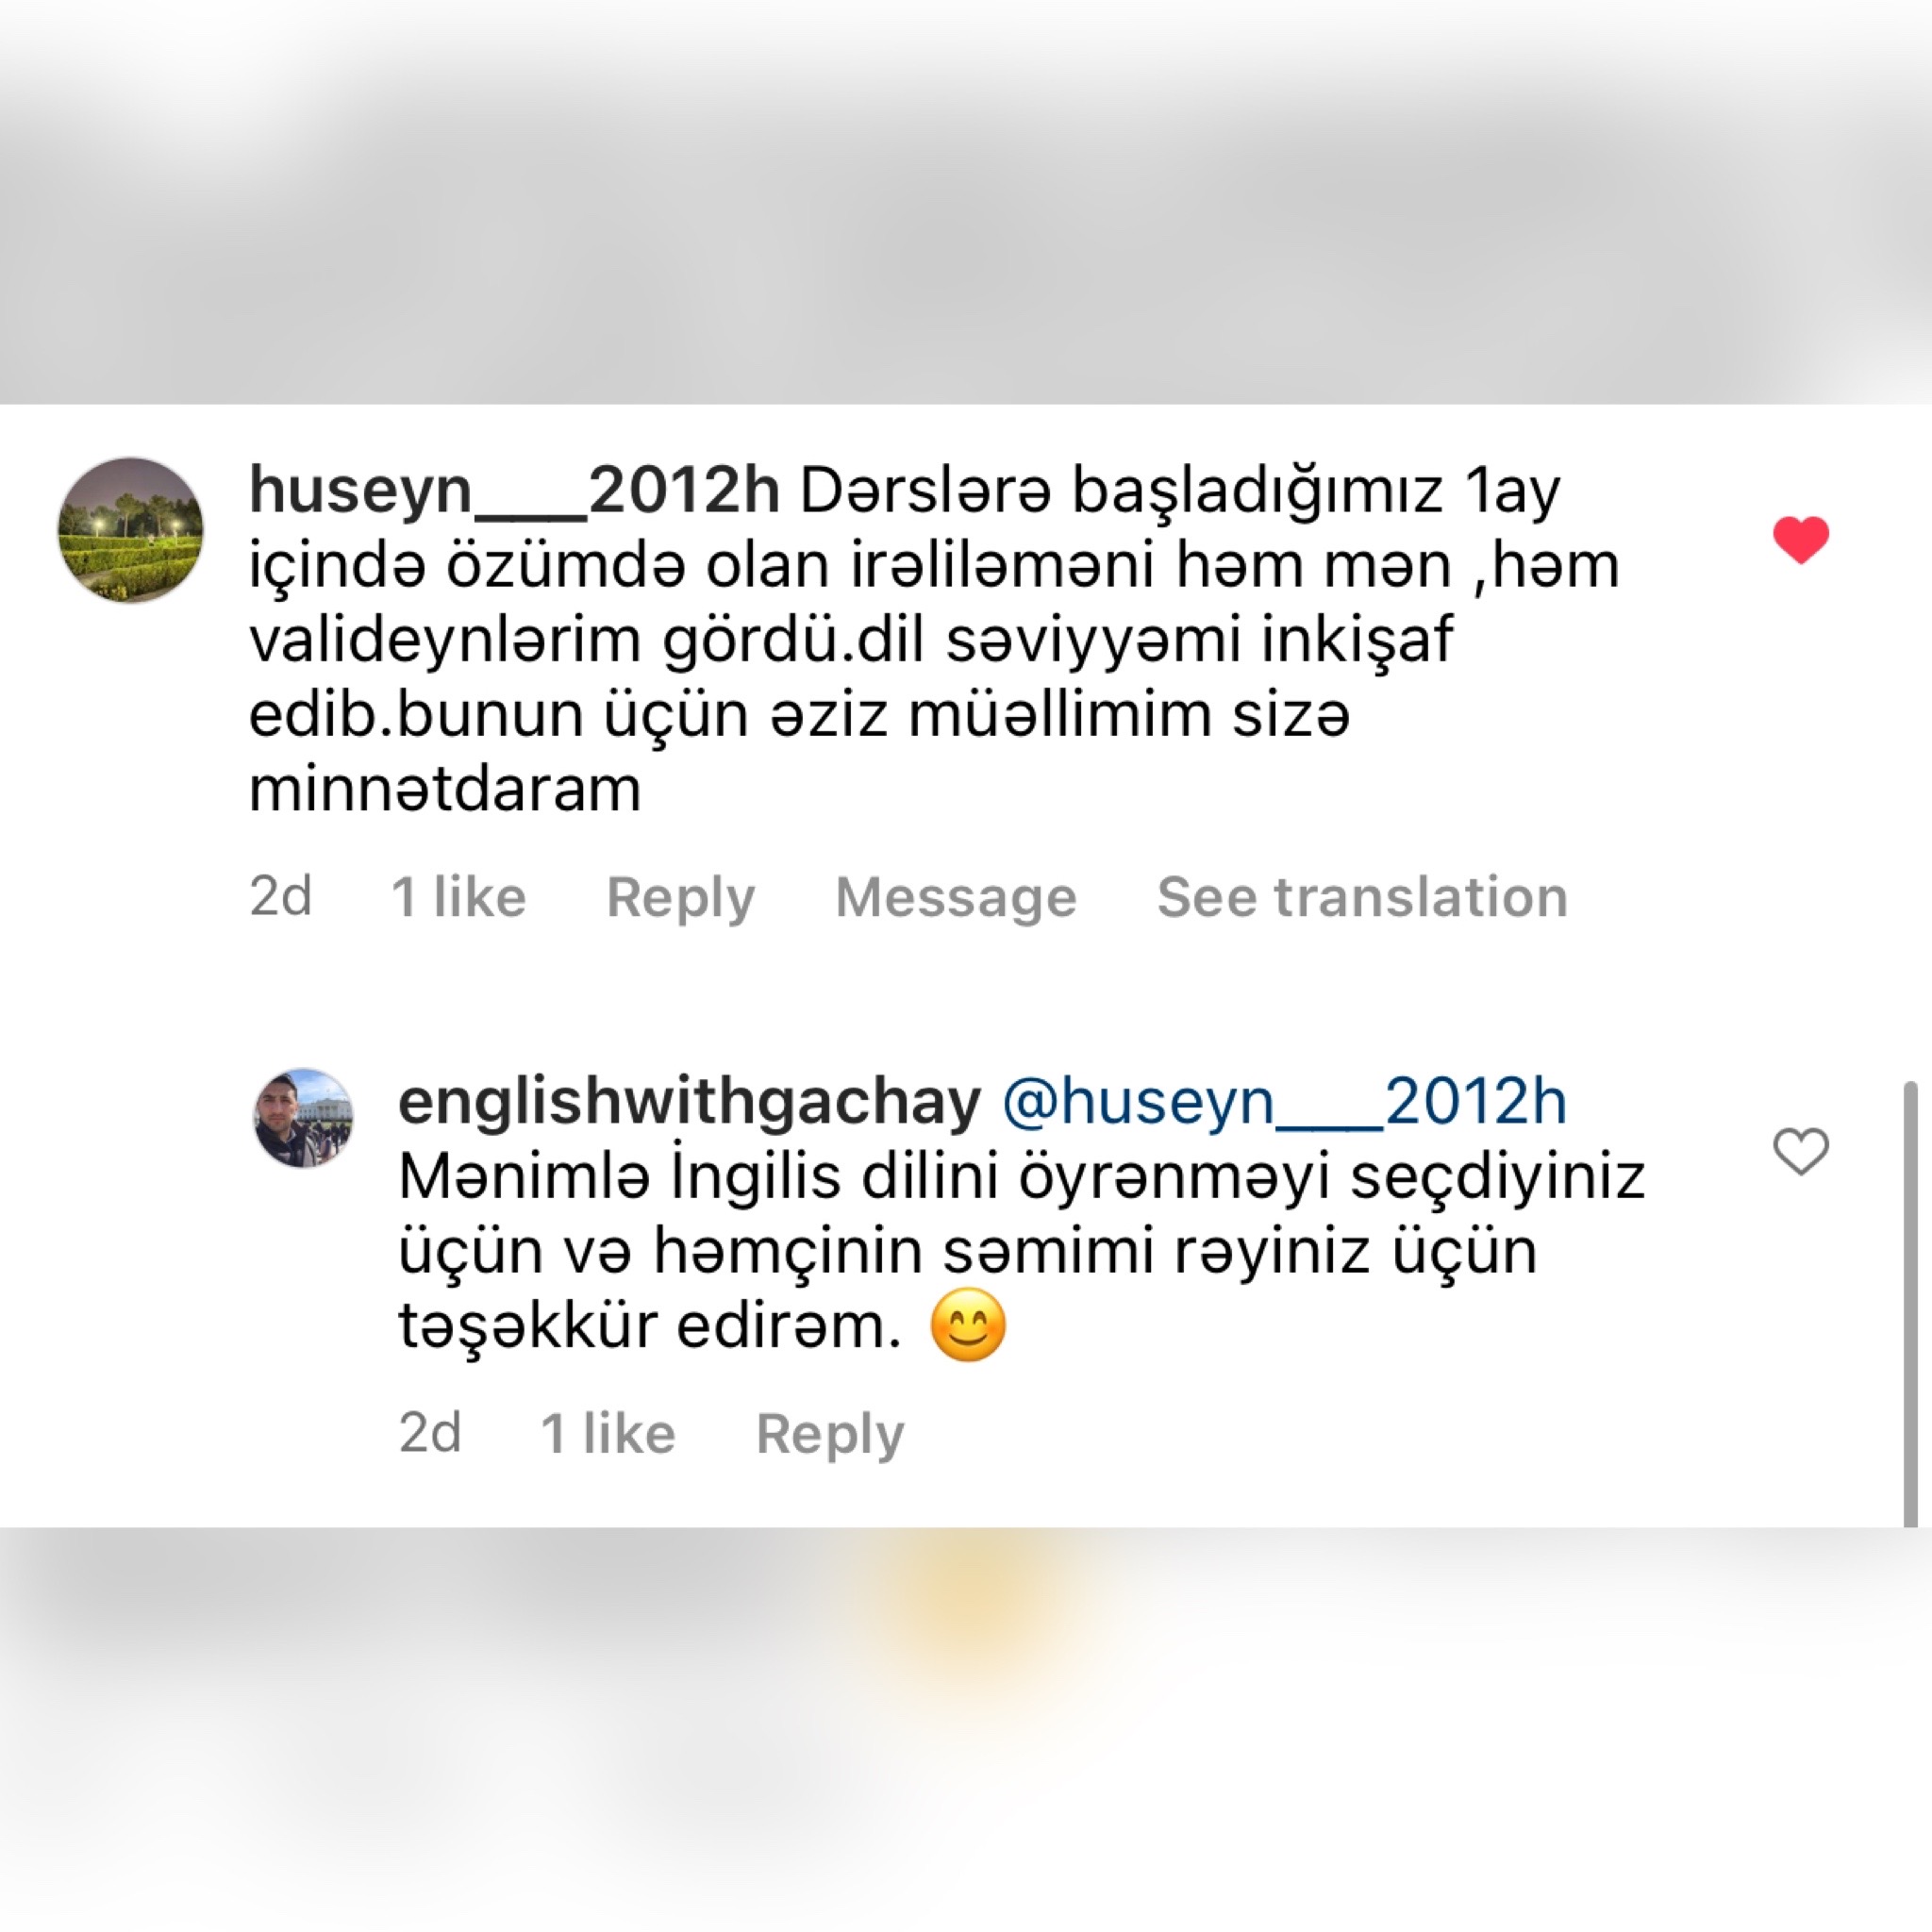 huseyn___2012h Dərslərə başladığımız 1ay
içində özümdə olan irəliləməni həm mən ,həm
valideynlərim gördü.dil səviyyəmi inkişaf
edib.bunun üçün əziz müəllimim sizə
minnətdaram
2d 1 like Reply Message See translation
englishwithgachay @huseyn___2012h
Mənimlə İngilis dilini öyrənməyi seçdiyiniz
üçün və həmçinin səmimi rəyiniz üçün
təşəkkür edirəm. 😊
2d 1 like Reply